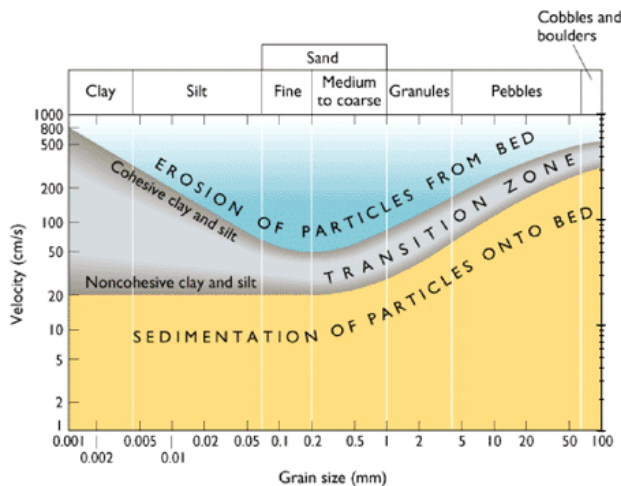 Cobbles and
boulders
Sand
Clay
Silt
Fine
Medium
to coarse
Granules
Pebbles
1000
800
500
200
100
50
20
10
5
2
1
Velocity (cm/s)
EROSION OF PARTICLES FROM BED
Cohesive clay and silt
TRANSITION ZONE
Noncohesive clay and silt
SEDIMENTATION OF PARTICLES ONTO BED
0.001
0.002
0.005
0.01
0.02
0.05
0.1
0.2
0.5
1
2
5
10
20
50
100
Grain size (mm)